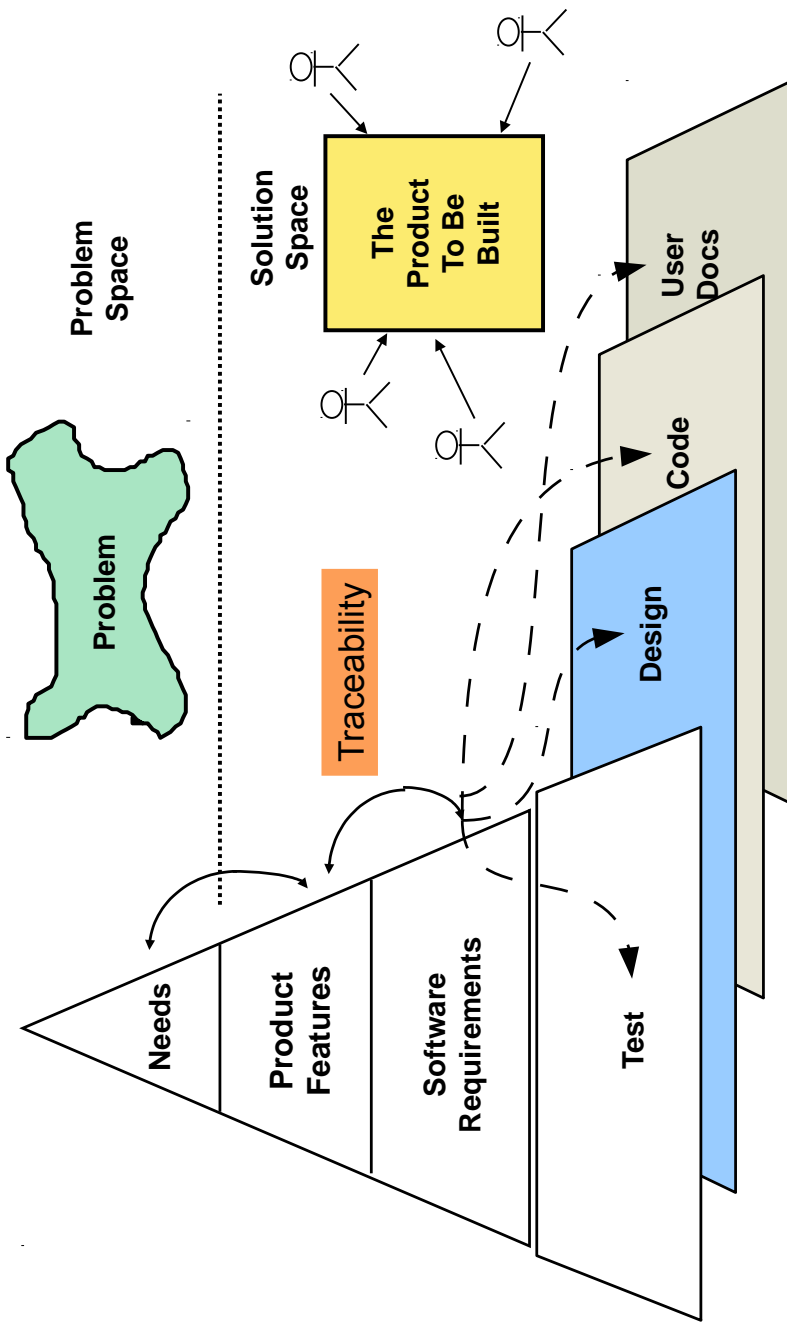 Problem
Problem
Space
Needs
Solution
Space
Product
Features
Traceability
The
Product
To Be
Built
Software
Requirements
Test
Design
Code
User
Docs